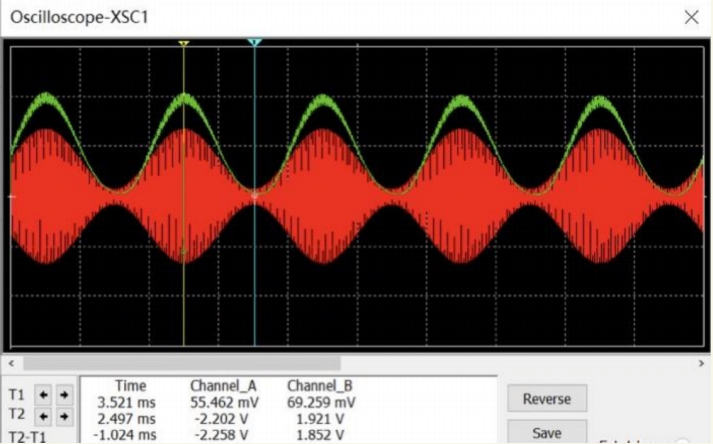 Oscilloscope-XSC1
Time Channel_A Channel_B
T1 3.521 ms 55.462 mV 69.259 mV
T2 2.497 ms -2.202 V 1.921 V
T2-T1 -1.024 ms -2.258 V 1.852 V
Reverse
Save